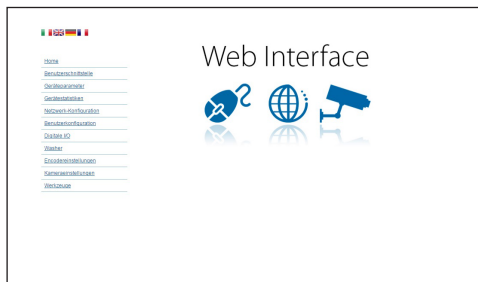 Home
Benutzerschnittstelle
Geräteparameter
Gerätestatistiken
Netzwerk-Konfiguration
Benutzerkonfiguration
Digitale I/O
Washer
Encodereinstellungen
Kameraeinstellungen
Werkzeuge
Web Interface